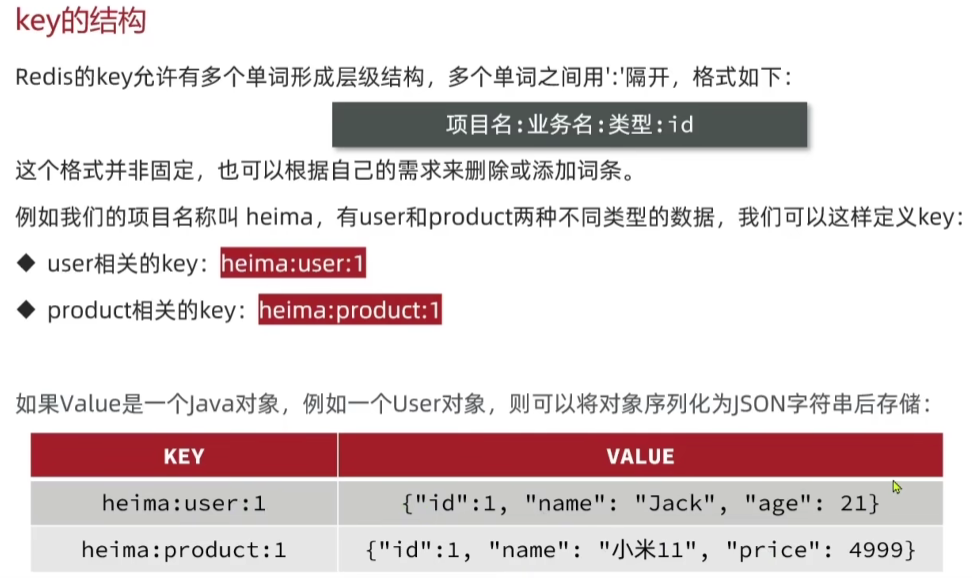 key的结构
Redis的key允许有多个单词形成层级结构，多个单词之间用':'隔开，格式如下：
项目名:业务名:类型:id
这个格式并非固定，也可以根据自己的需求来删除或添加词条。
例如我们的项目名称叫 heima，有user和product两种不同类型的数据，我们可以这样定义key：
◆ user相关的key：heima:user:1
◆ product相关的key：heima:product:1
如果Value是一个Java对象，例如一个User对象，则可以将对象序列化为JSON字符串后存储：
KEY VALUE
heima:user:1 {"id":1, "name": "Jack", "age": 21}
heima:product:1 {"id":1, "name": "小米11", "price": 4999}